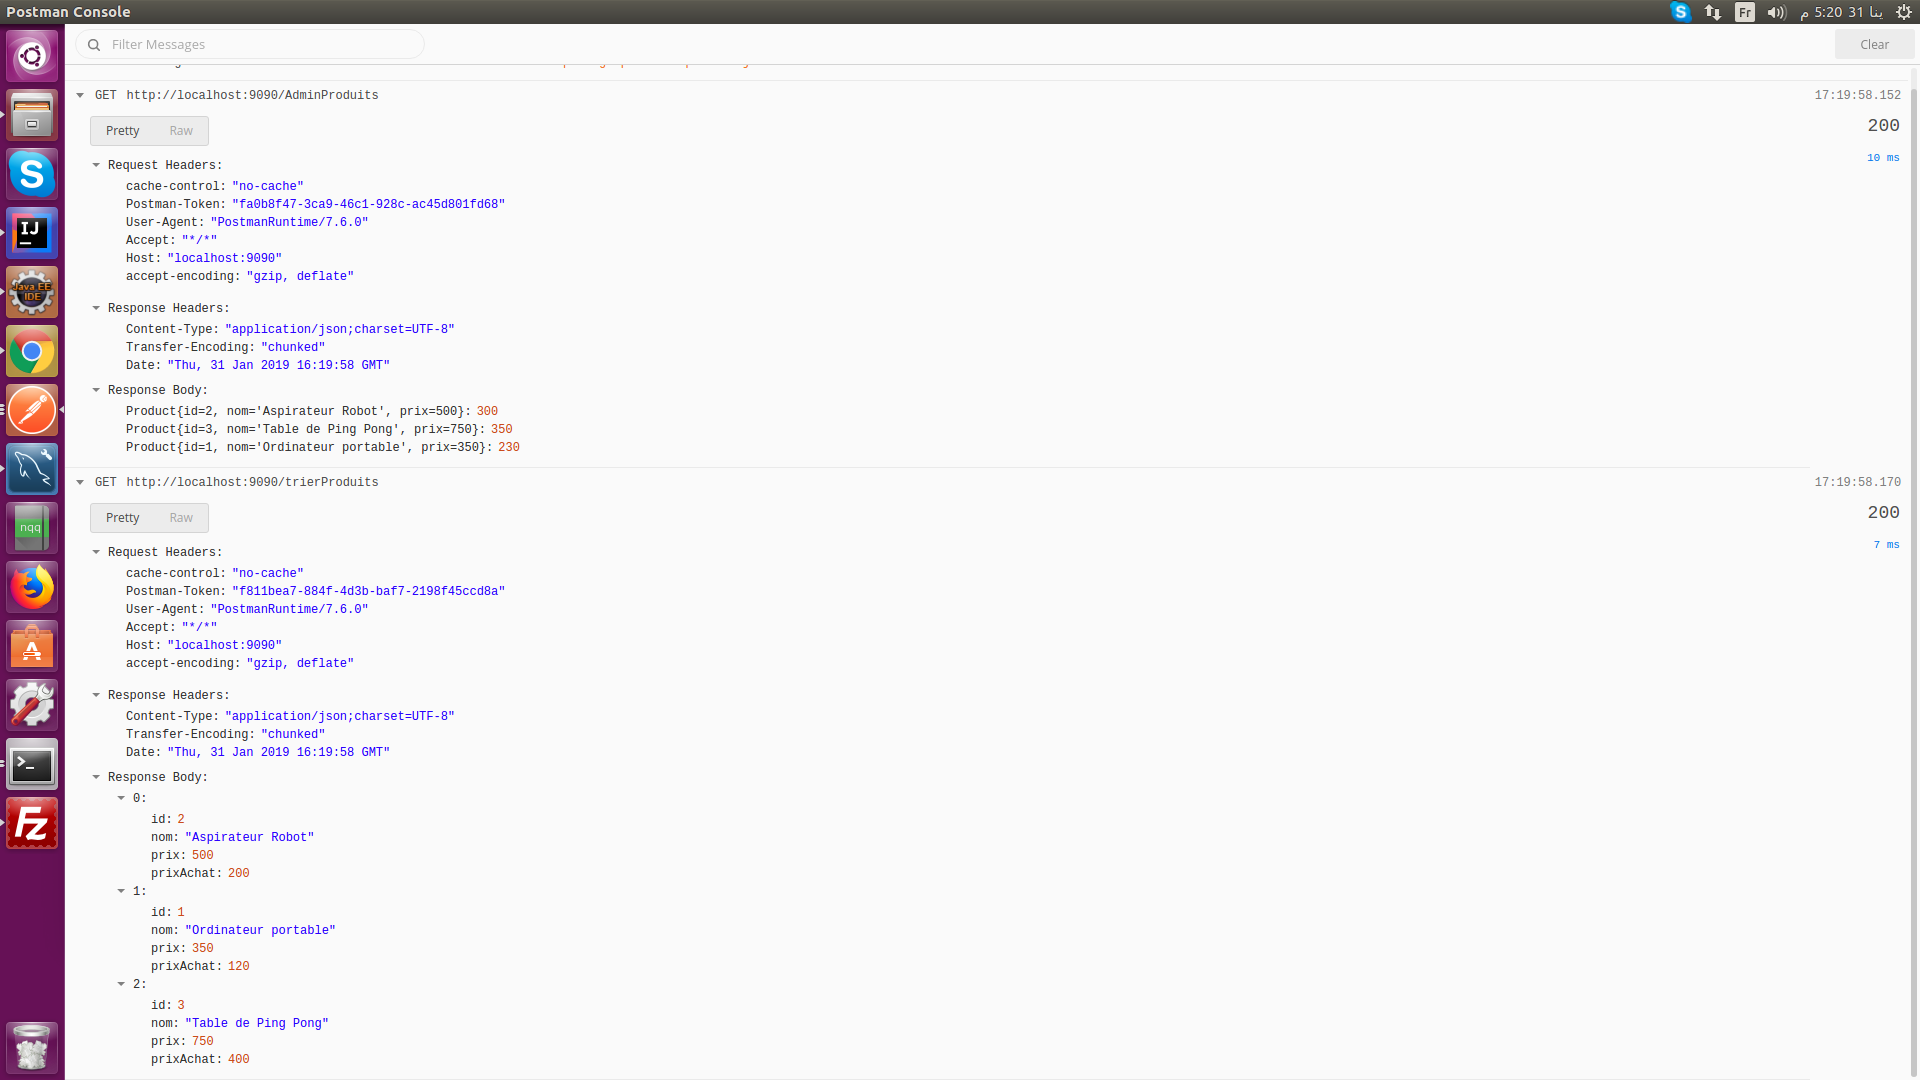 Postman Console
Fr
م 5:20 31 ينا
Filter Messages
Clear
GET http://localhost:9090/AdminProduits 17:19:58.152
Pretty Raw 200
10 ms
Request Headers:
cache-control: "no-cache"
Postman-Token: "fa0b8f47-3ca9-46c1-928c-ac45d801fd68"
User-Agent: "PostmanRuntime/7.6.0"
Accept: "*/*"
Host: "localhost:9090"
accept-encoding: "gzip, deflate"
Response Headers:
Content-Type: "application/json;charset=UTF-8"
Transfer-Encoding: "chunked"
Date: "Thu, 31 Jan 2019 16:19:58 GMT"
Response Body:
Product{id=2, nom='Aspirateur Robot', prix=500}: 300
Product{id=3, nom='Table de Ping Pong', prix=750}: 350
Product{id=1, nom='Ordinateur portable', prix=350}: 230
GET http://localhost:9090/trierProduits 17:19:58.170
Pretty Raw 200
7 ms
Request Headers:
cache-control: "no-cache"
Postman-Token: "f811bea7-884f-4d3b-baf7-2198f45ccd8a"
User-Agent: "PostmanRuntime/7.6.0"
Accept: "*/*"
Host: "localhost:9090"
accept-encoding: "gzip, deflate"
Response Headers:
Content-Type: "application/json;charset=UTF-8"
Transfer-Encoding: "chunked"
Date: "Thu, 31 Jan 2019 16:19:58 GMT"
Response Body:
0:
id: 2
nom: "Aspirateur Robot"
prix: 500
prixAchat: 200
1:
id: 1
nom: "Ordinateur portable"
prix: 350
prixAchat: 120
2:
id: 3
nom: "Table de Ping Pong"
prix: 750
prixAchat: 400
IJ
Java EE
IDE
nqq